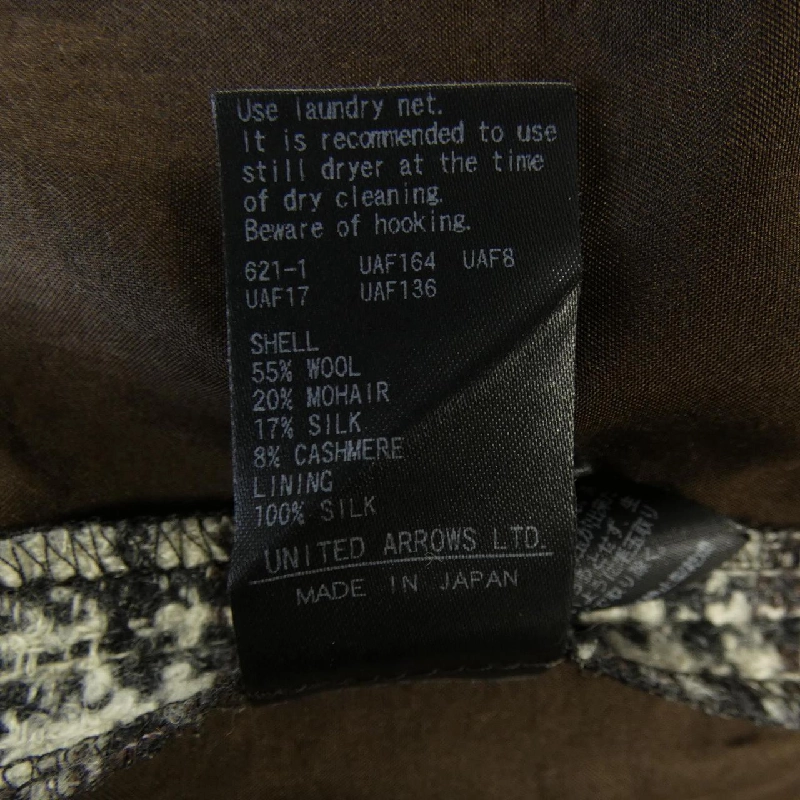 Use laundry net.
It is recommended to use
still dryer at the time
of dry cleaning.
Beware of hooking.
621-1 UAF164 UAF8
UAF17 UAF136
SHELL
55% WOOL
20% MOHAIR
17% SILK
8% CASHMERE
LINING
100% SILK
UNITED ARROWS LTD.
MADE IN JAPAN